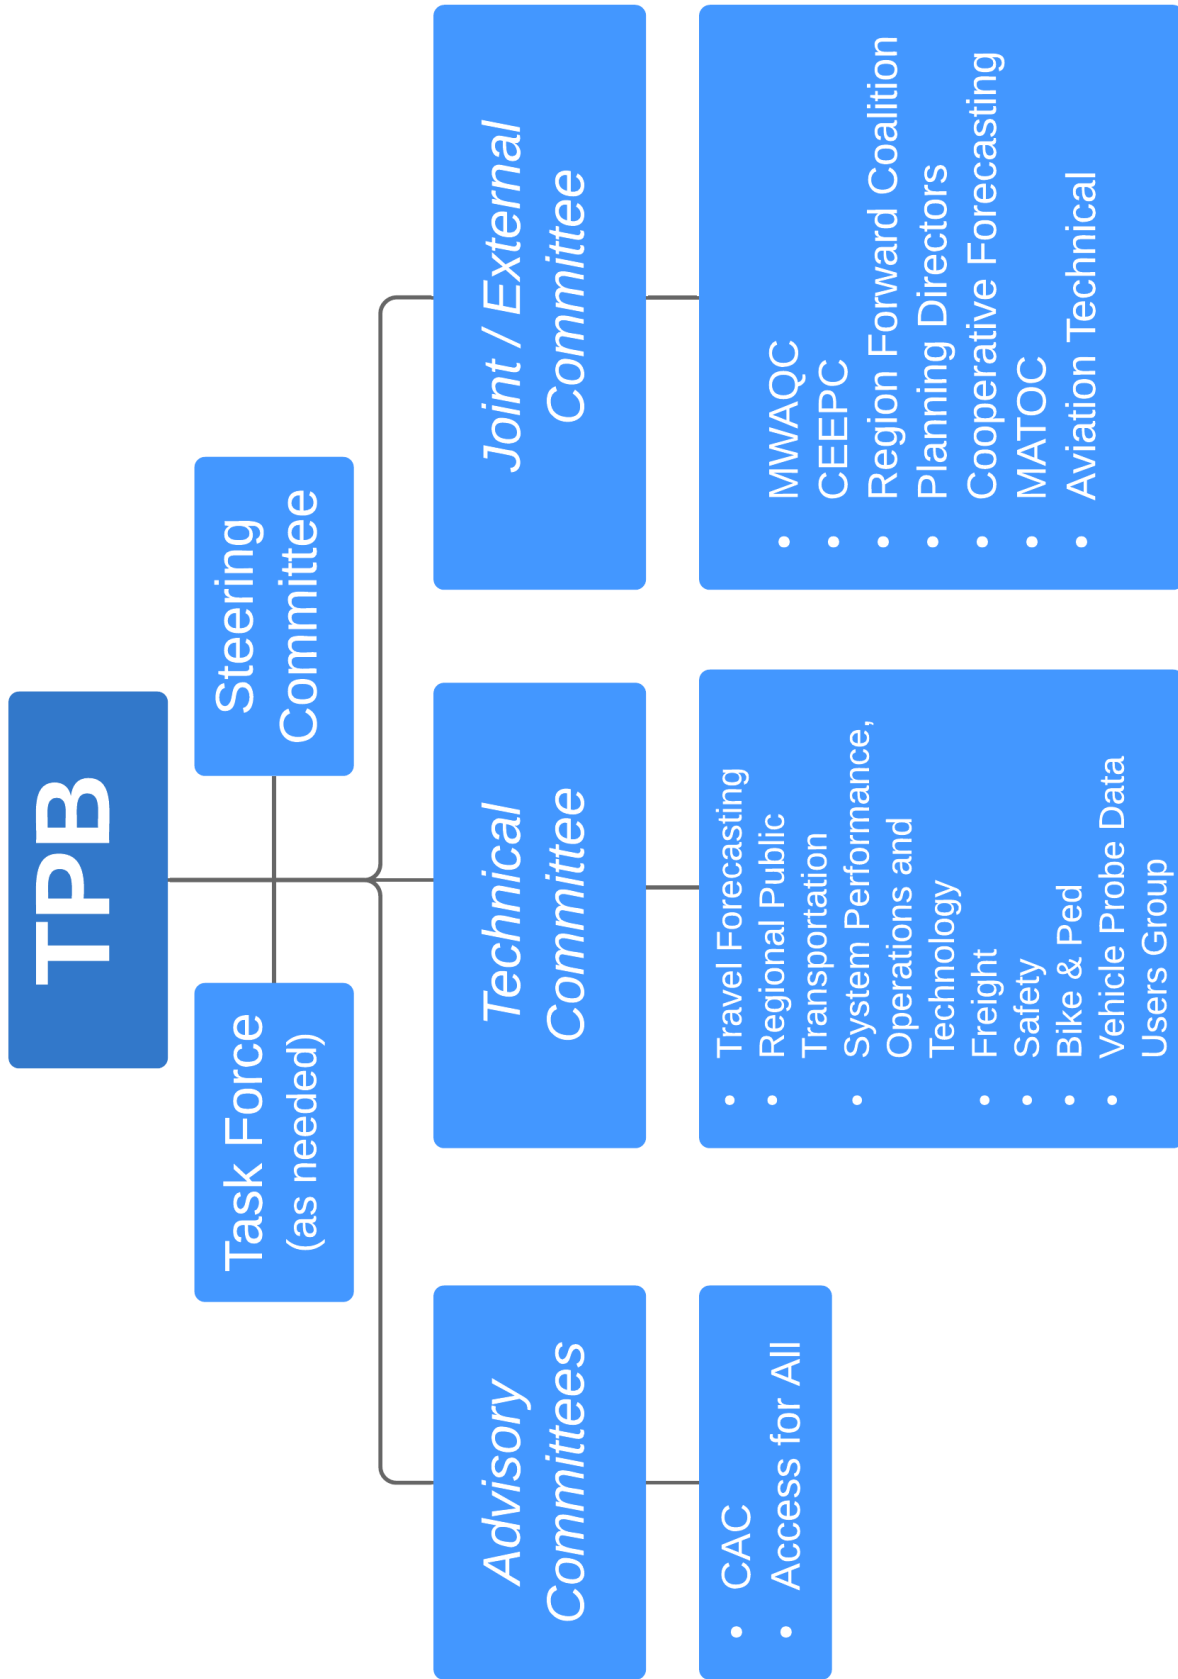 TPB
Task Force
(as needed)
Steering
Committee
Advisory
Committees
Technical
Committee
Joint / External
Committee
• CAC
• Access for All
• Travel Forecasting
• Regional Public
Transportation
• System Performance,
Operations and
Technology
• Freight
• Safety
• Bike & Ped
• Vehicle Probe Data
Users Group
• MWAQC
• CEEPC
• Region Forward Coalition
• Planning Directors
• Cooperative Forecasting
• MATOC
• Aviation Technical